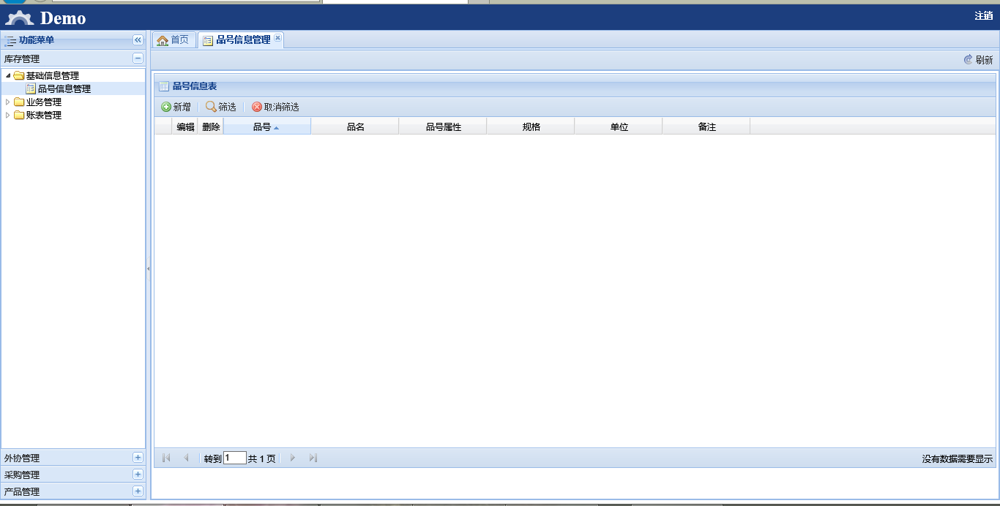 Demo
注销
功能菜单
首页
品号信息管理
库存管理
刷新
基础信息管理
品号信息管理
业务管理
账表管理
品号信息表
新增
筛选
取消筛选
编辑 删除 品号 品名 品号属性 规格 单位 备注
转到 1 共 1 页
没有数据需要显示
外协管理
采购管理
产品管理